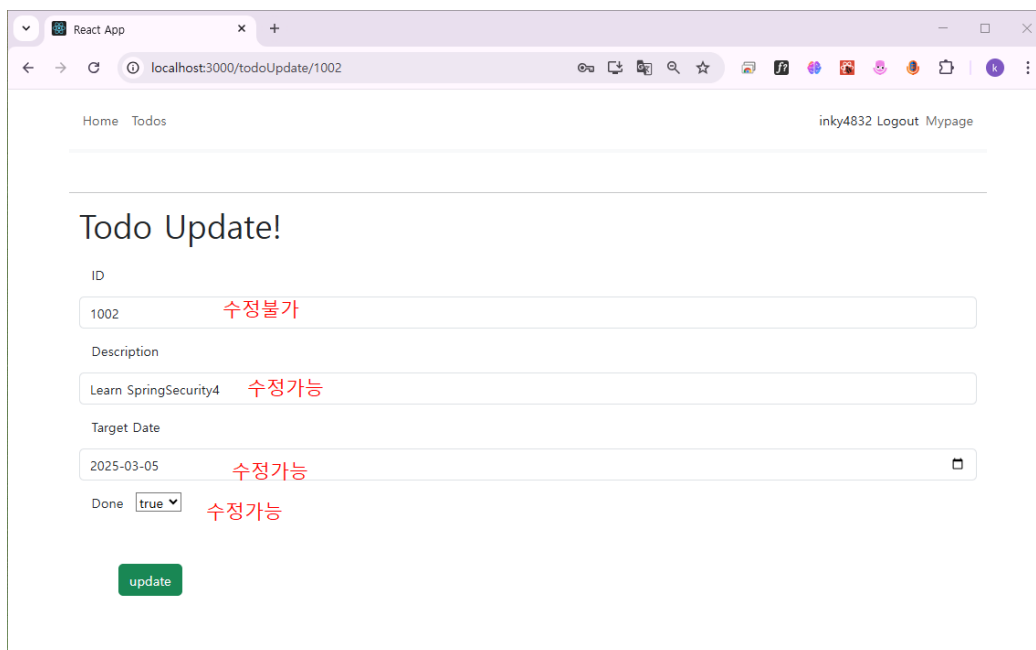 React App
localhost:3000/todoUpdate/1002
Home Todos inky4832 Logout Mypage
Todo Update!
ID
1002 수정불가
Description
Learn SpringSecurity4 수정가능
Target Date
2025-03-05 수정가능
Done true 수정가능
update